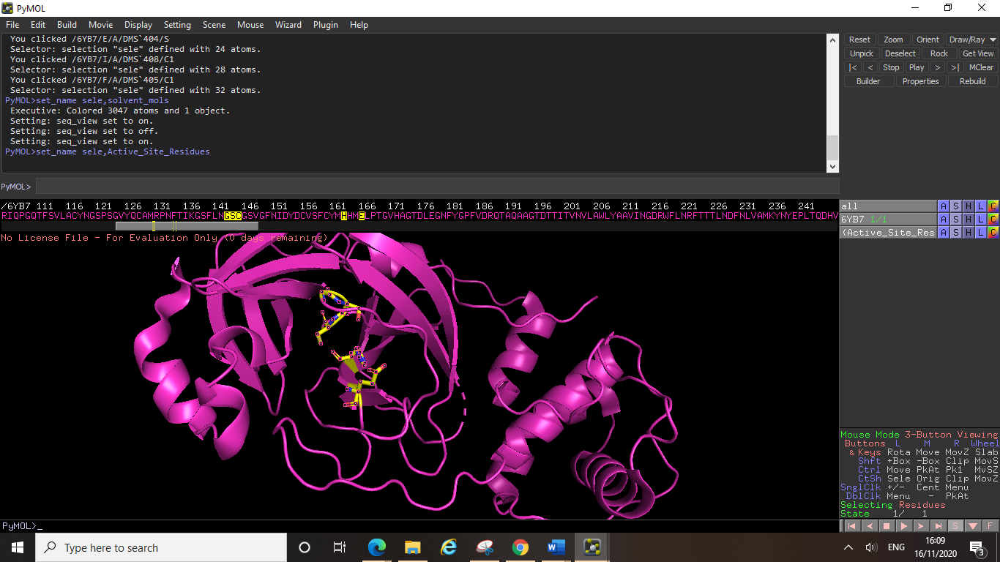 PyMOL
File Edit Build Movie Display Setting Scene Mouse Wizard Plugin Help
You clicked /6YB7/E/A/DMS`404/S
Selector: selection "sele" defined with 24 atoms.
You clicked /6YB7/I/A/DMS`408/C1
Selector: selection "sele" defined with 28 atoms.
You clicked /6YB7/F/A/DMS`405/C1
Selector: selection "sele" defined with 32 atoms.
PyMOL>set_name sele,solvent_mols
Executive: Colored 3047 atoms and 1 object.
Setting: seq_view set to on.
Setting: seq_view set to off.
Setting: seq_view set to on.
PyMOL>set_name sele,Active_Site_Residues
Reset Zoom Orient Draw/Ray
Unpick Deselect Rock Get View
|< < Stop Play > >| MClear
Builder Properties Rebuild
PyMOL>
/6YB7 111 116 121 126 131 136 141 146 151 156 161 166 171 176 181 186 191 196 201 206 211 216 221 226 231 236 241
RIQPGQTFSVLACYNGSPSGVYQCAMRPNFTIKGSFLNGSCGSVGFNIDYDCVSFCYMHHMELPTGVHAGTDLEGNFYGPFVDRQTAQAAGTDTTITVNVLAWLYAAVINGDRWFLNRFTTTLNDFNLVAMKYNYEPLTQDHV
No License File - For Evaluation Only (0 days remaining)
all A S H L C
6YB7 1/1 A S H L C
(Active_Site_Res A S H L C
Mouse Mode 3-Button Viewing
Buttons L M R Wheel
& Keys Rota Move MovZ Slab
Shft +Box -Box Clip MovS
Ctrl Move PkAt Pk1 MvSZ
CtSh Sele Orig Clip MovZ
SnglClk +/- Cent Menu
DblClk Menu - PkAt
Selecting Residues
State 1/ 1
PyMOL>_
S F
Type here to search
ENG
16:09
16/11/2020
3